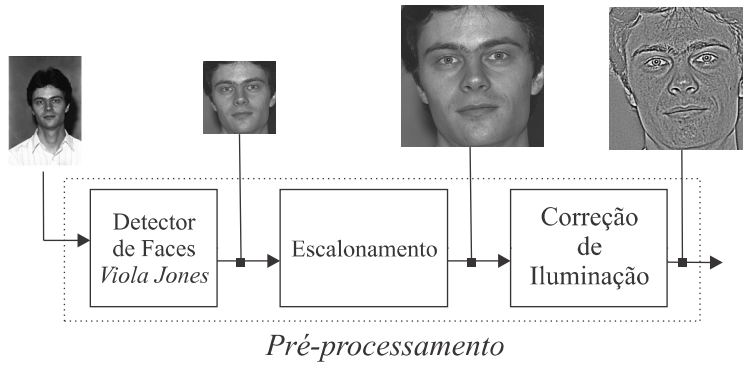 Detector
de Faces
Viola Jones
Escalonamento
Correção
de
Iluminação
Pré-processamento